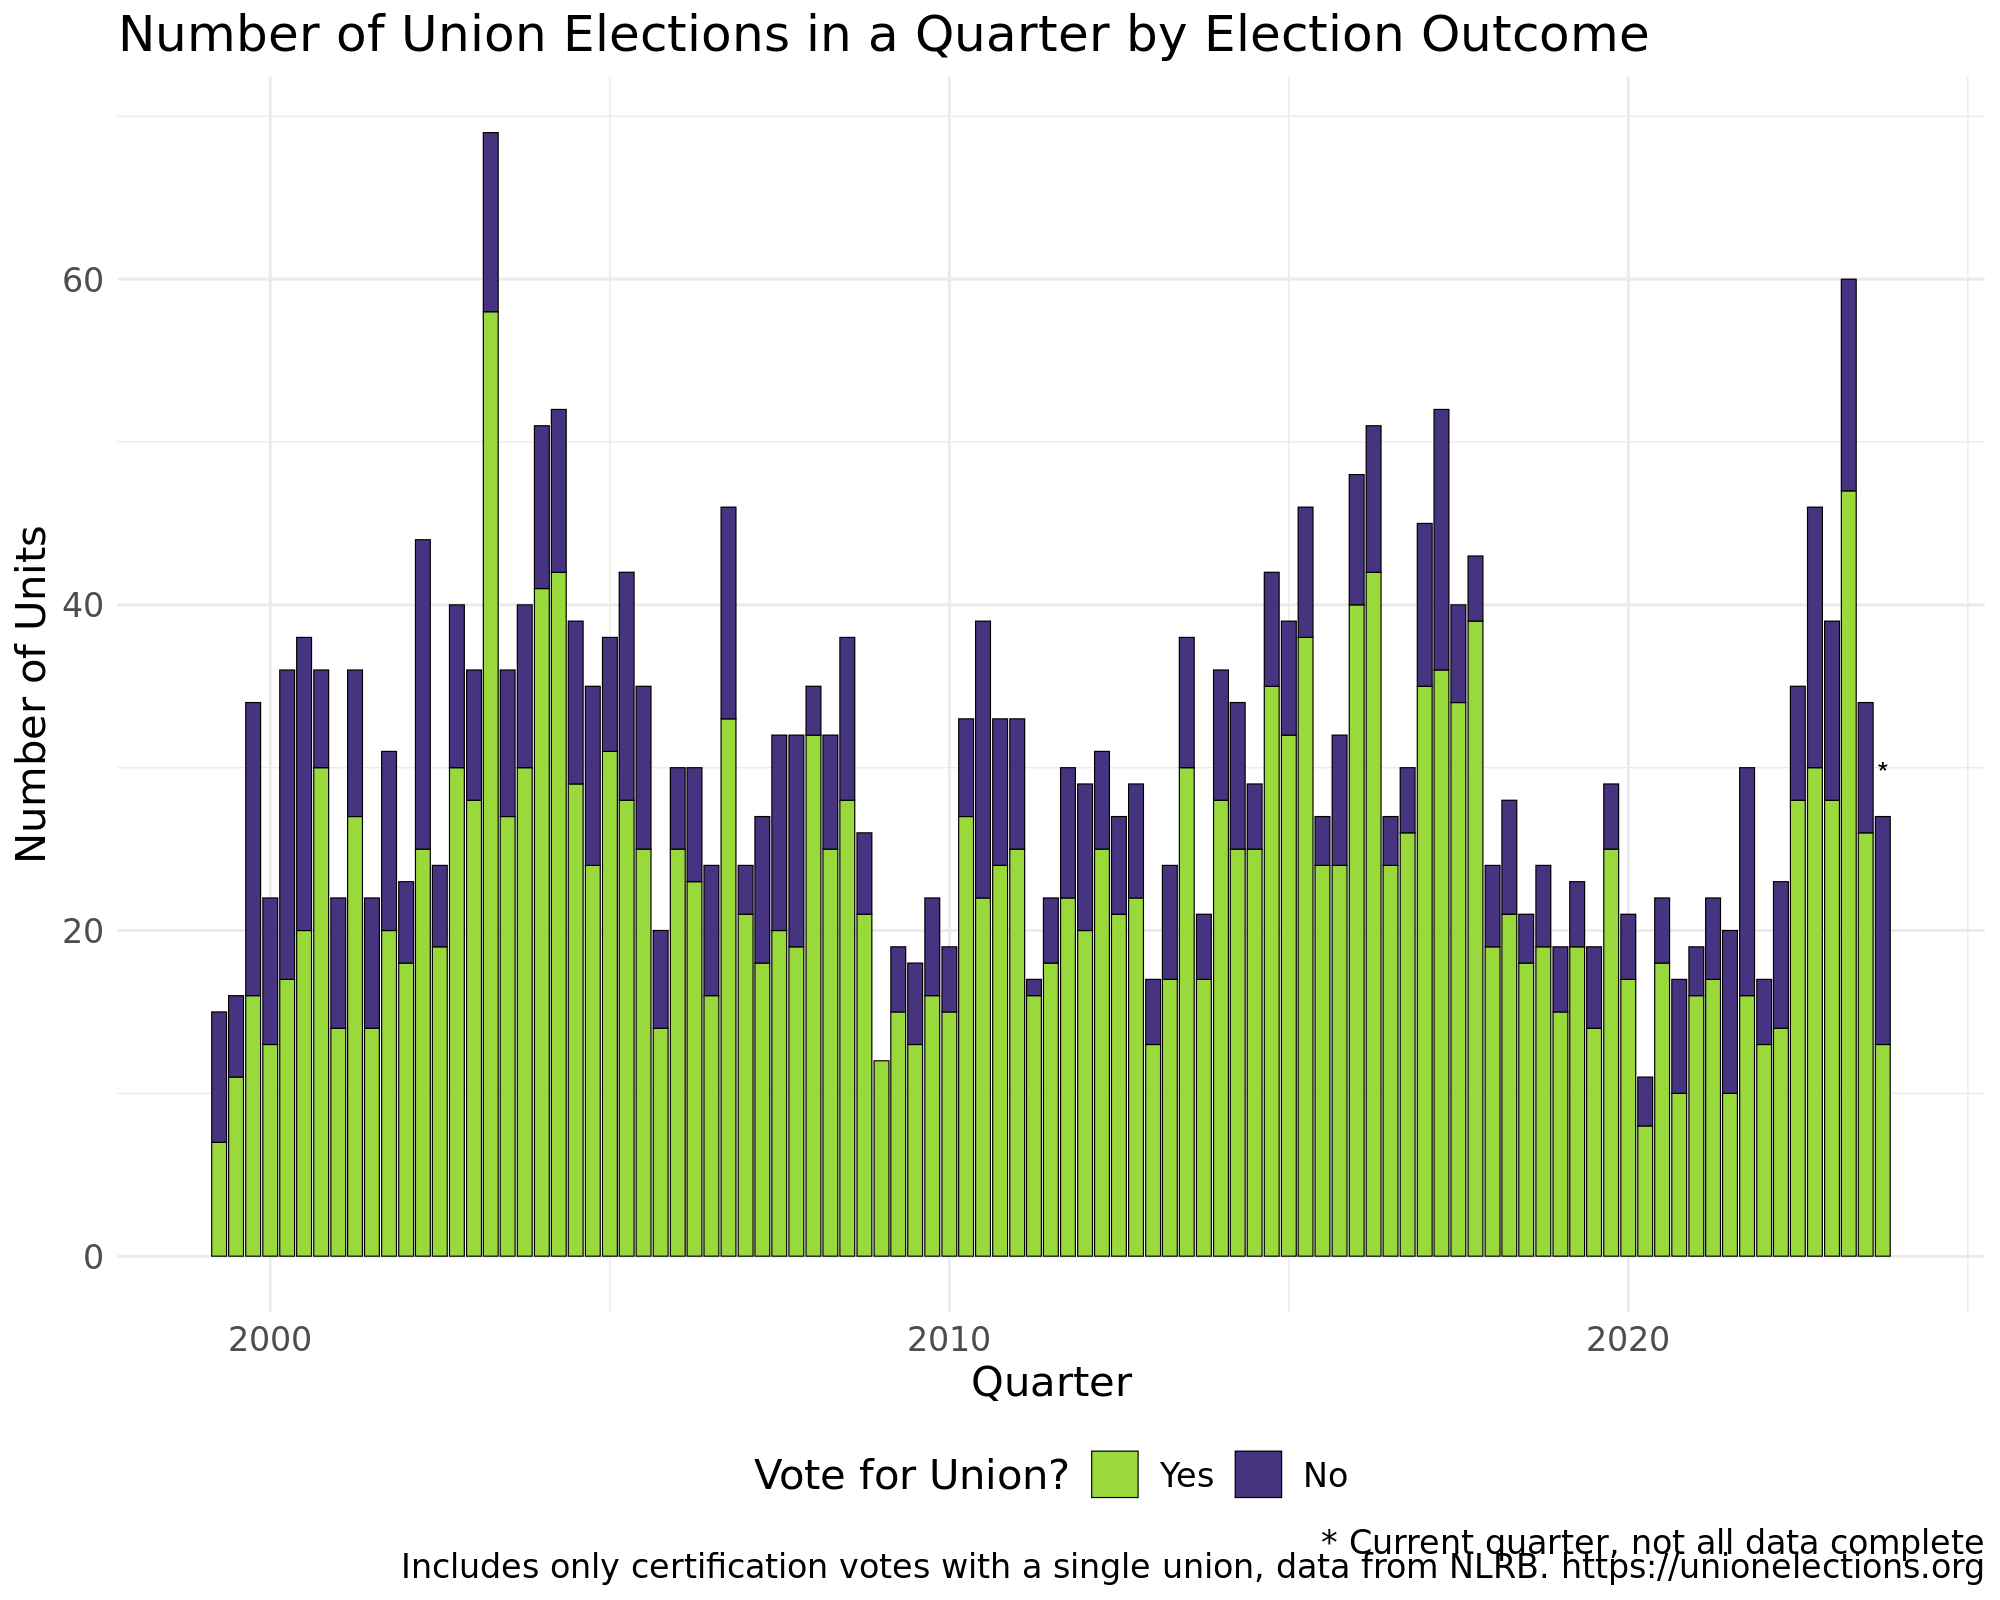 Number of Union Elections in a Quarter by Election Outcome
Number of Units
60
40
20
0
*
2000 2010 2020
Quarter
Vote for Union? Yes No
* Current quarter, not all data complete
Includes only certification votes with a single union, data from NLRB. https://unionelections.org